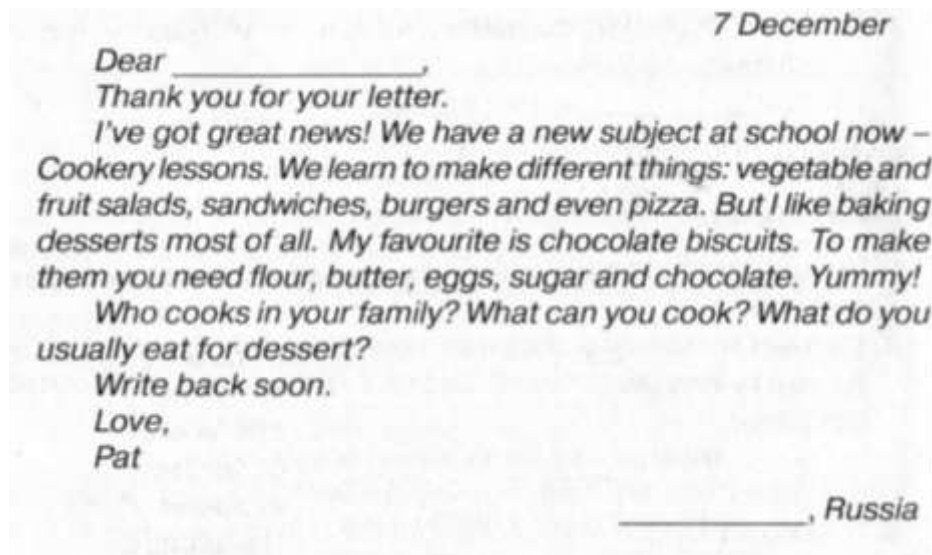 7 December
Dear _______________,
Thank you for your letter.
I've got great news! We have a new subject at school now –
Cookery lessons. We learn to make different things: vegetable and
fruit salads, sandwiches, burgers and even pizza. But I like baking
desserts most of all. My favourite is chocolate biscuits. To make
them you need flour, butter, eggs, sugar and chocolate. Yummy!
Who cooks in your family? What can you cook? What do you
usually eat for dessert?
Write back soon.
Love,
Pat
___________, Russia